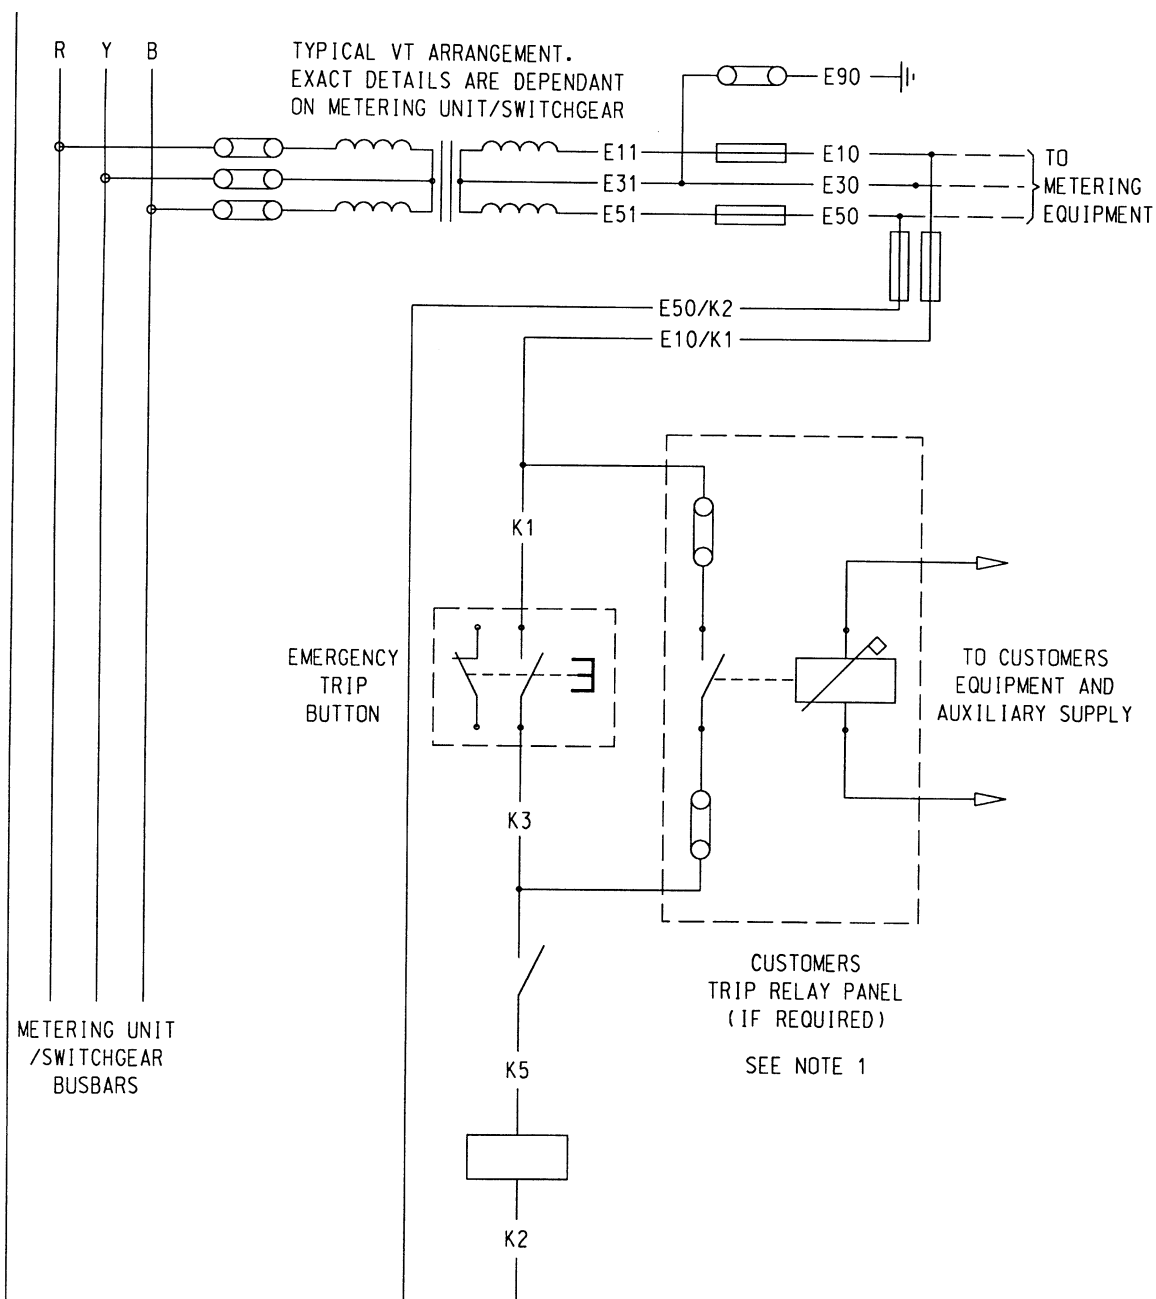 R Y B
TYPICAL VT ARRANGEMENT.
EXACT DETAILS ARE DEPENDANT
ON METERING UNIT/SWITCHGEAR
E90
E11 E10
E31 E30
E51 E50
TO
METERING
EQUIPMENT
E50/K2
E10/K1
K1
EMERGENCY
TRIP
BUTTON
TO CUSTOMERS
EQUIPMENT AND
AUXILIARY SUPPLY
K3
CUSTOMERS
TRIP RELAY PANEL
(IF REQUIRED)
SEE NOTE 1
METERING UNIT
/SWITCHGEAR
BUSBARS
K5
K2